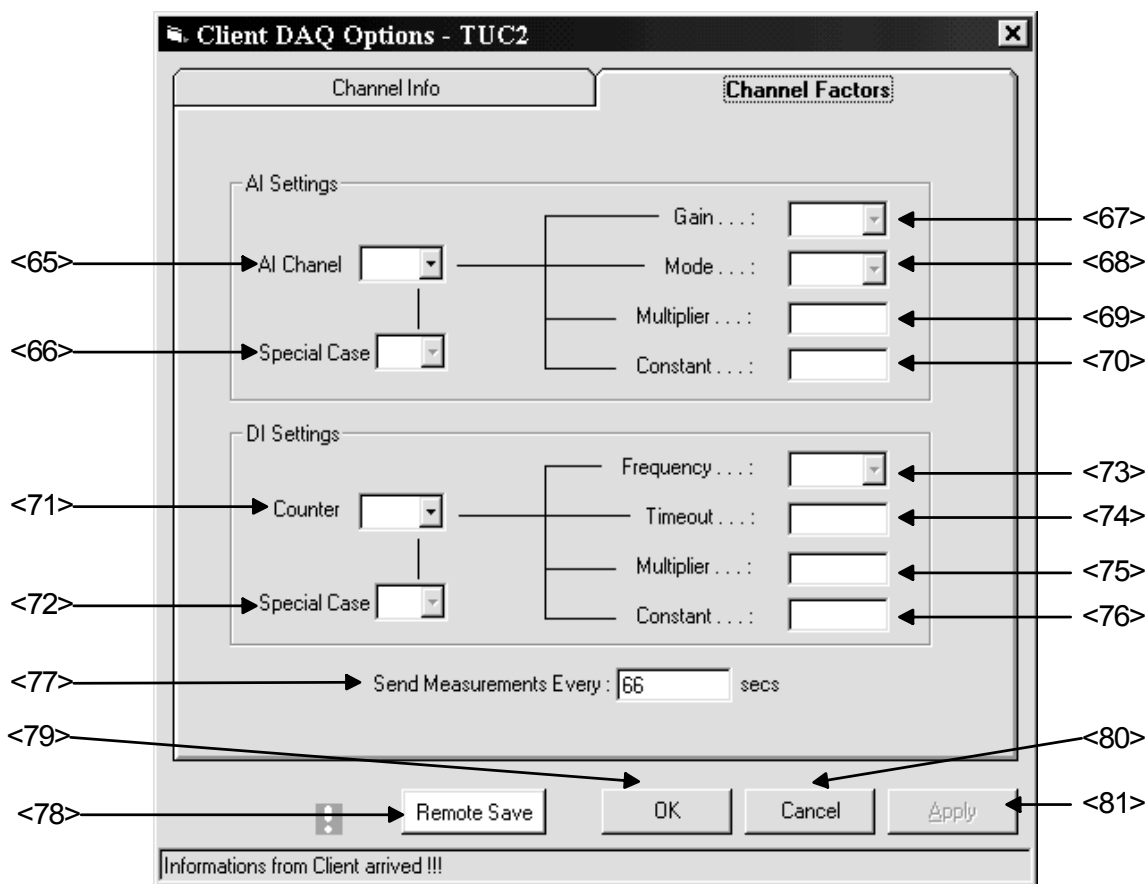 Client DAQ Options - TUC2
Channel Info
Channel Factors
AI Settings
Gain . . . :
<67>
<65>
AI Chanel
Mode . . . :
<68>
Multiplier . . . :
<69>
<66>
Special Case
Constant . . . :
<70>
DI Settings
Frequency . . . :
<73>
<71>
Counter
Timeout . . . :
<74>
Multiplier . . . :
<75>
<72>
Special Case
Constant . . . :
<76>
<77>
Send Measurements Every : 66 secs
<79>
<80>
<78>
Remote Save
OK
Cancel
Apply
<81>
Informations from Client arrived !!!